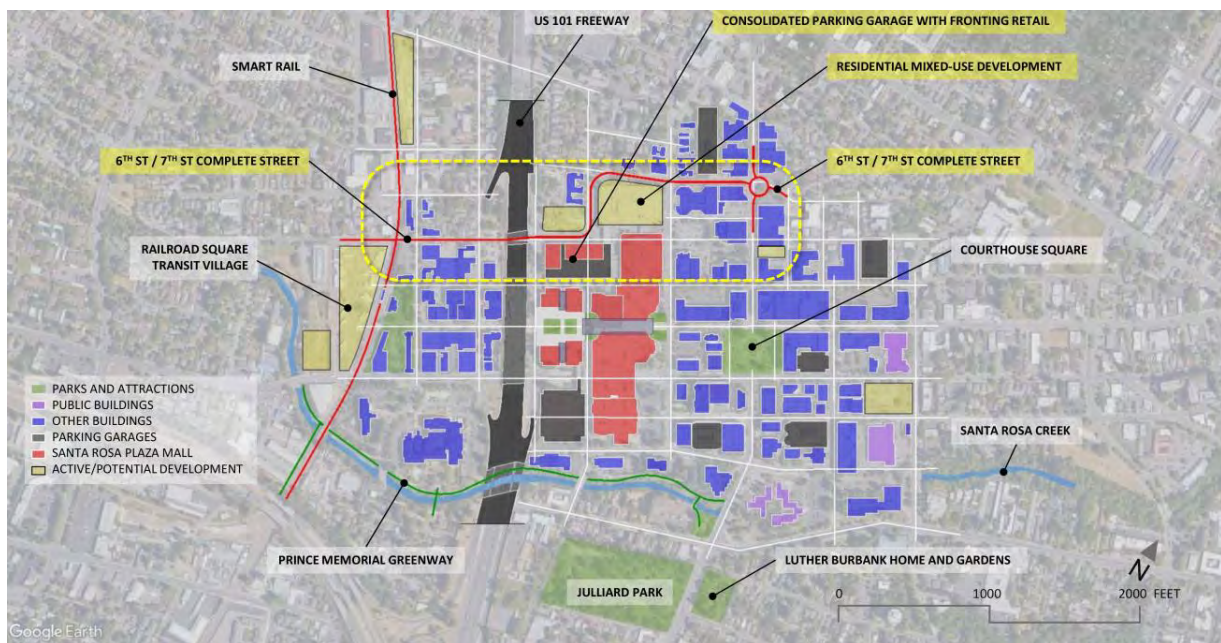 US 101 FREEWAY
CONSOLIDATED PARKING GARAGE WITH FRONTING RETAIL
SMART RAIL
RESIDENTIAL MIXED-USE DEVELOPMENT
6TH ST / 7TH ST COMPLETE STREET
6TH ST / 7TH ST COMPLETE STREET
RAILROAD SQUARE
TRANSIT VILLAGE
COURTHOUSE SQUARE
PARKS AND ATTRACTIONS
PUBLIC BUILDINGS
OTHER BUILDINGS
PARKING GARAGES
SANTA ROSA PLAZA MALL
ACTIVE/POTENTIAL DEVELOPMENT
SANTA ROSA CREEK
PRINCE MEMORIAL GREENWAY
LUTHER BURBANK HOME AND GARDENS
JULLIARD PARK
N
0 1000 2000 FEET
Google Earth